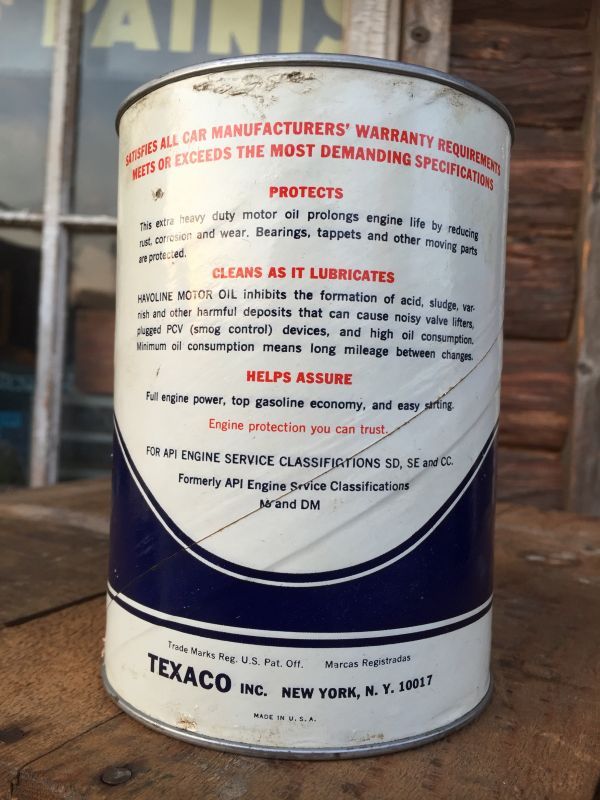 PAINTS
SATISFIES ALL CAR MANUFACTURERS' WARRANTY REQUIREMENTS
MEETS OR EXCEEDS THE MOST DEMANDING SPECIFICATIONS
PROTECTS
This extra heavy duty motor oil prolongs engine life by reducing
rust, corrosion and wear. Bearings, tappets and other moving parts
are protected.
CLEANS AS IT LUBRICATES
HAVOLINE MOTOR OIL inhibits the formation of acid, sludge, var-
nish and other harmful deposits that can cause noisy valve lifters,
plugged PCV (smog control) devices, and high oil consumption.
Minimum oil consumption means long mileage between changes.
HELPS ASSURE
Full engine power, top gasoline economy, and easy starting.
Engine protection you can trust.
FOR API ENGINE SERVICE CLASSIFICATIONS SD, SE and CC.
Formerly API Engine Service Classifications
and DM
Trade Marks Reg. U.S. Pat. Off. Marcas Registradas
TEXACO INC. NEW YORK, N. Y. 10017
MADE IN U. S. A.